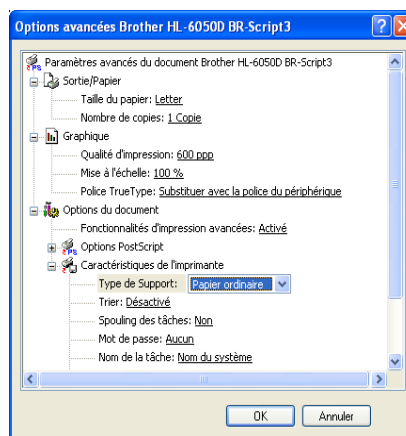 Options avancées Brother HL-6050D BR-Script3
Paramètres avancés du document Brother HL-6050D BR-Script3
Sortie/Papier
Taille du papier: Letter
Nombre de copies: 1 Copie
Graphique
Qualité d'impression: 600 ppp
Mise à l'échelle: 100 %
Police TrueType: Substituer avec la police du périphérique
Options du document
Fonctionnalités d'impression avancées: Activé
Options PostScript
Caractéristiques de l'imprimante
Type de Support: Papier ordinaire
Trier: Désactivé
Spouling des tâches: Non
Mot de passe: Aucun
Nom de la tâche: Nom du système
OK Annuler